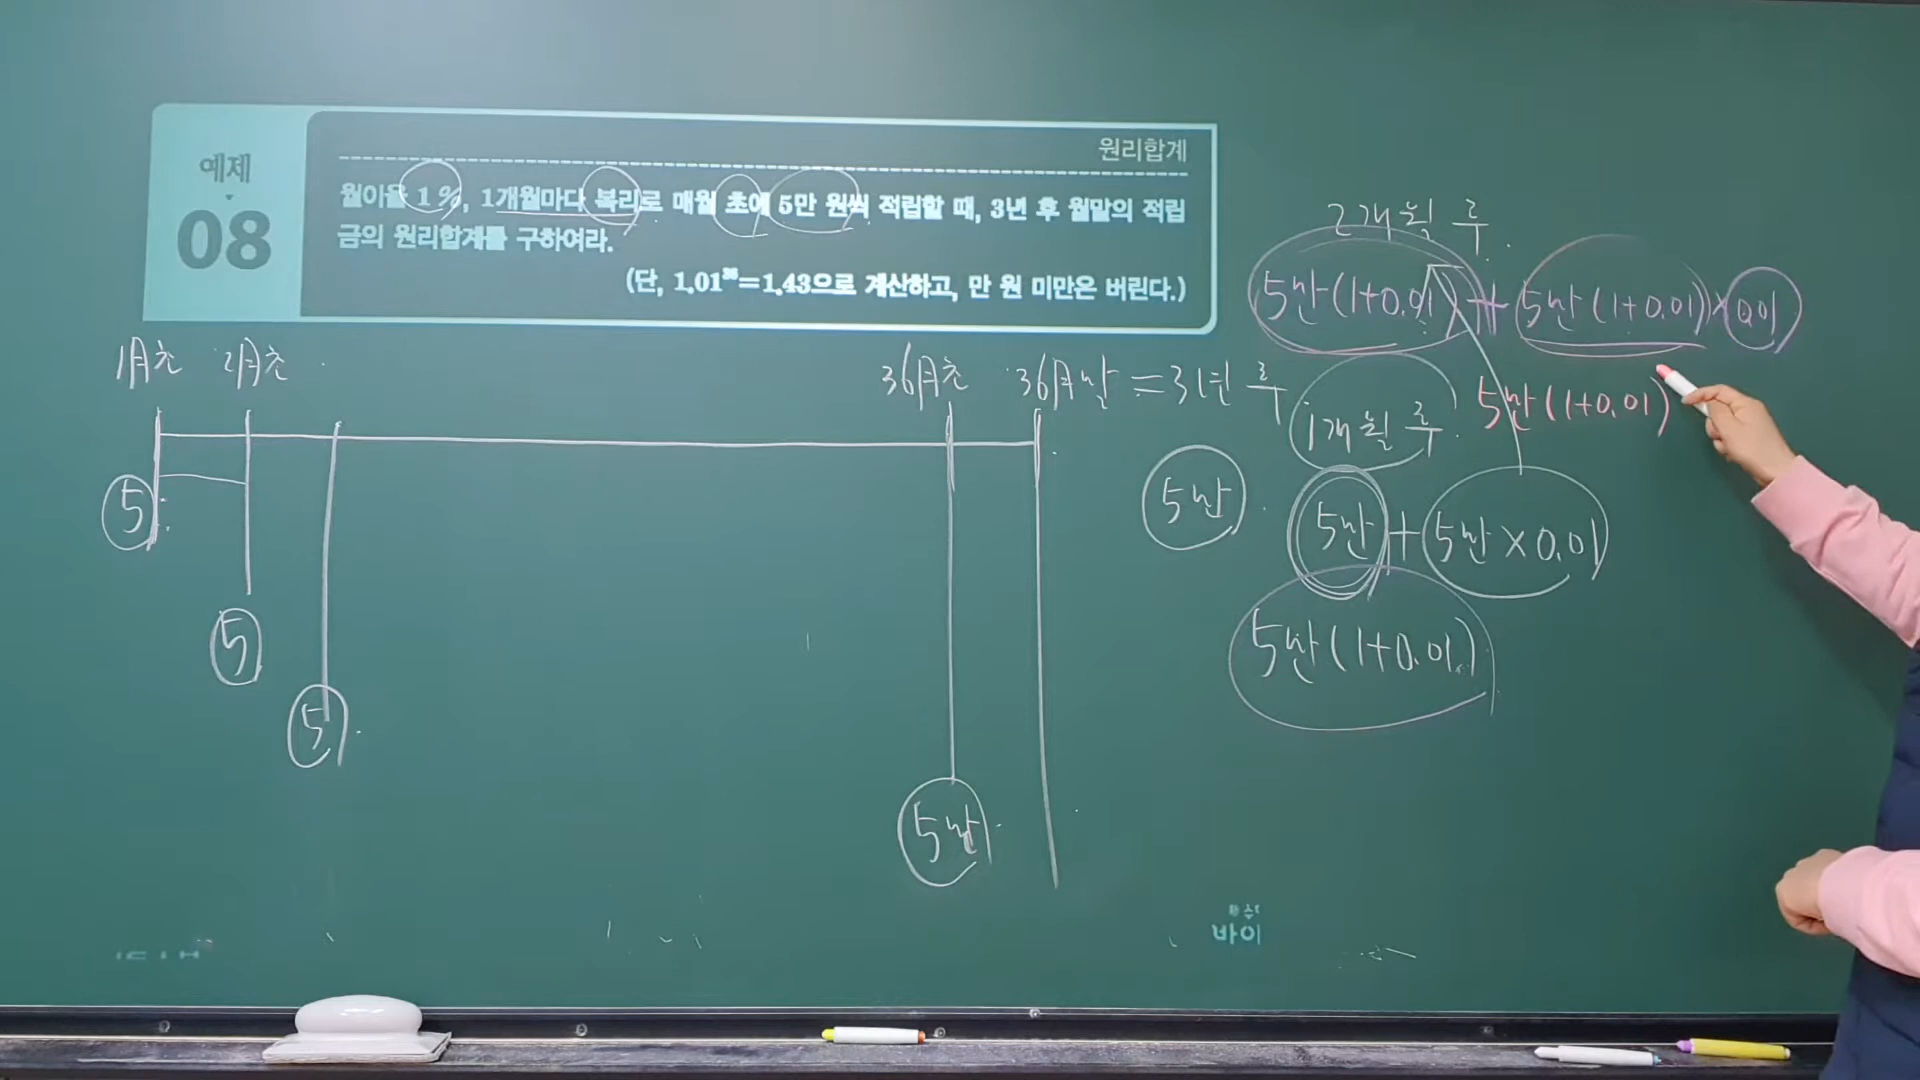 예제
08
원리합계
월이율 1%, 1개월마다 복리로 매월 초에 5만 원씩 적립할 때, 3년 후 월말의 적립
금의 원리합계를 구하여라.
(단, 1.01³⁶=1.43으로 계산하고, 만 원 미만은 버린다.)
1月초 2月초 36月초 36月말 = 3년 후
5
5
5
5만
2개월 후
5만(1+0.01) + 5만(1+0.01)×0.01
1개월 후 5만(1+0.01)
5만 5만 + 5만×0.01
5만(1+0.01)
바이